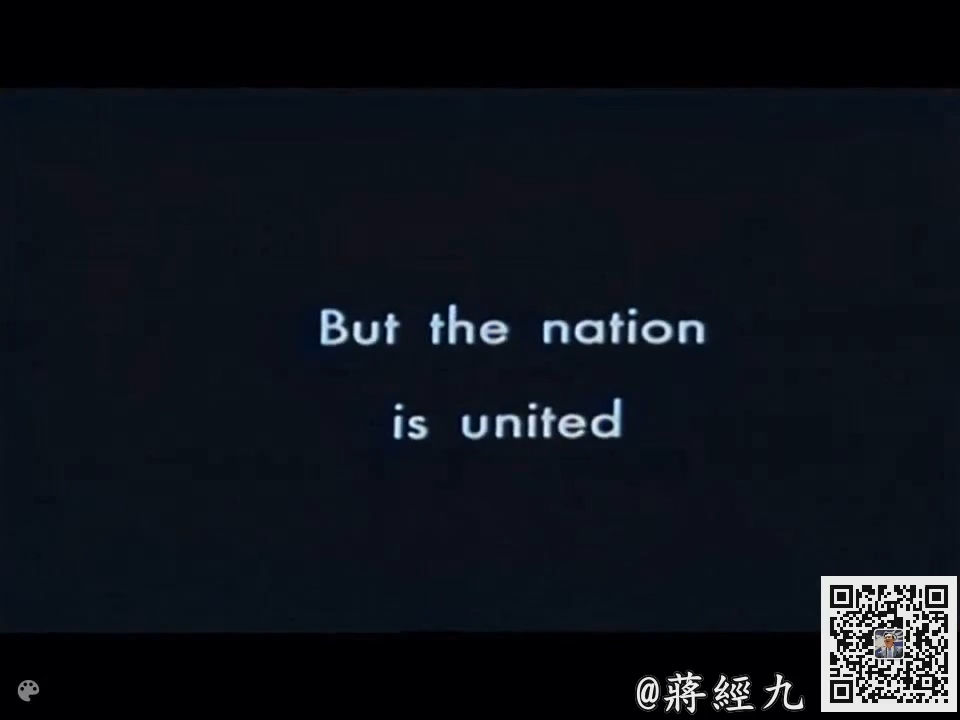 But the nation
is united
@蔣經九